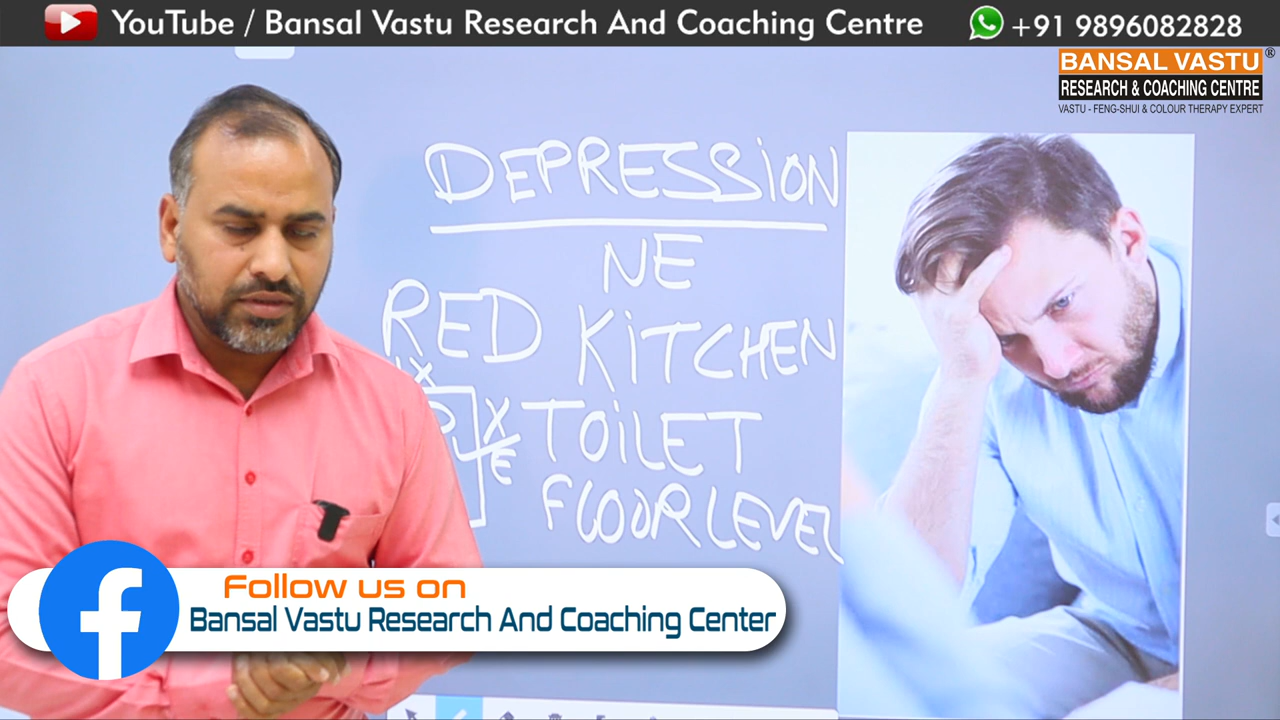 YouTube / Bansal Vastu Research And Coaching Centre
+91 9896082828
BANSAL VASTU®
RESEARCH & COACHING CENTRE
VASTU - FENG-SHUI & COLOUR THERAPY EXPERT
DEPRESSION
NE
RED KITCHEN
TOILET
FLOOR LEVEL
Follow us on
Bansal Vastu Research And Coaching Center